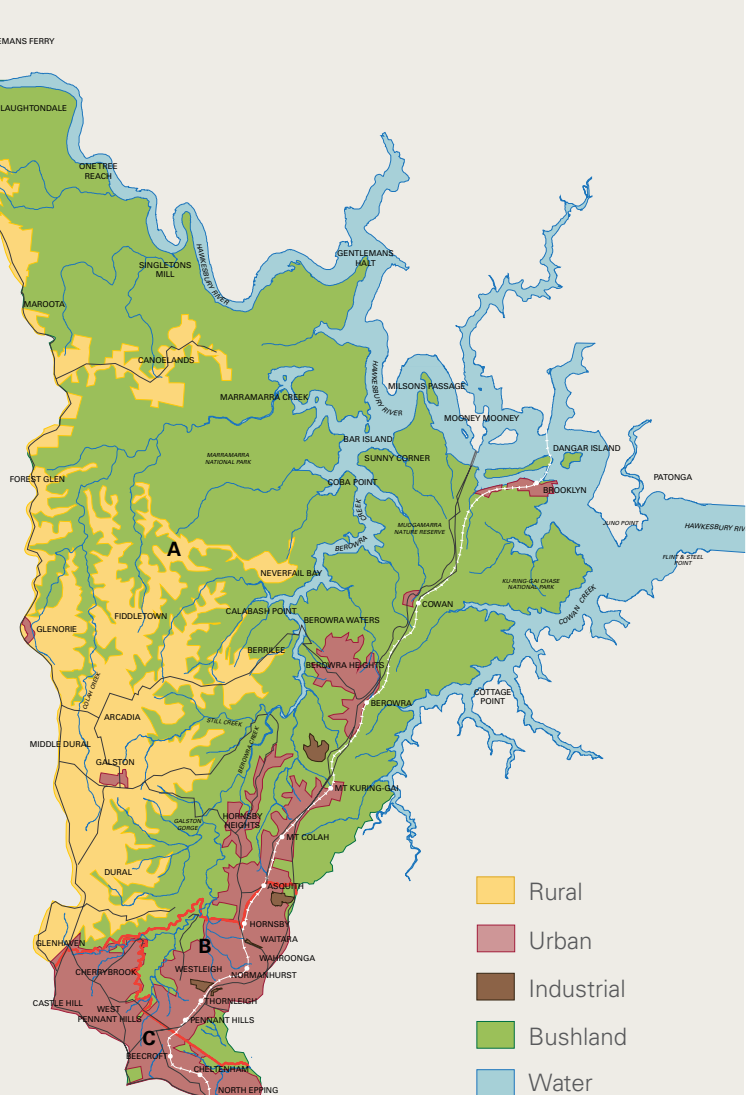 EMANS FERRY
LAUGHTONDALE
ONETREE
REACH
SINGLETONS
MILL
HAWKESBURY RIVER
GENTLEMANS
HALT
MAROOTA
CANOELANDS
MARRAMARRA CREEK
HAWKESBURY
RIVER
MILSONS PASSAGE
MOONEY MOONEY
BAR ISLAND
SUNNY CORNER
DANGAR ISLAND
MARRAMARRA
NATIONAL PARK
FOREST GLEN
COBA POINT
PATONGA
BROOKLYN
CREEK
BEROWRA
MUOGAMARRA
NATURE RESERVE
JUNO POINT
HAWKESBURY RIV
FLINT & STEEL
POINT
A
NEVERFAIL BAY
KU-RING-GAI CHASE
NATIONAL PARK
COWAN CREEK
COWAN
CALABASH POINT
FIDDLETOWN
BEROWRA WATERS
GLENORIE
BERRILEE
BEROWRA HEIGHTS
COLAH CREEK
COTTAGE
POINT
BEROWRA
ARCADIA
STILL CREEK
BEROWRA CREEK
MIDDLE DURAL
GALSTON
MT KURING-GAI
GALSTON
GORGE
HORNSBY
HEIGHTS
MT COLAH
DURAL
ASQUITH
Rural
HORNSBY
GLENHAVEN
B
WAITARA
Urban
WAHROONGA
CHERRYBROOK
WESTLEIGH
NORMANHURST
Industrial
CASTLE HILL
THORNLEIGH
WEST
PENNANT HILLS
PENNANT HILLS
C
Bushland
BEECROFT
CHELTENHAM
Water
NORTH EPPING